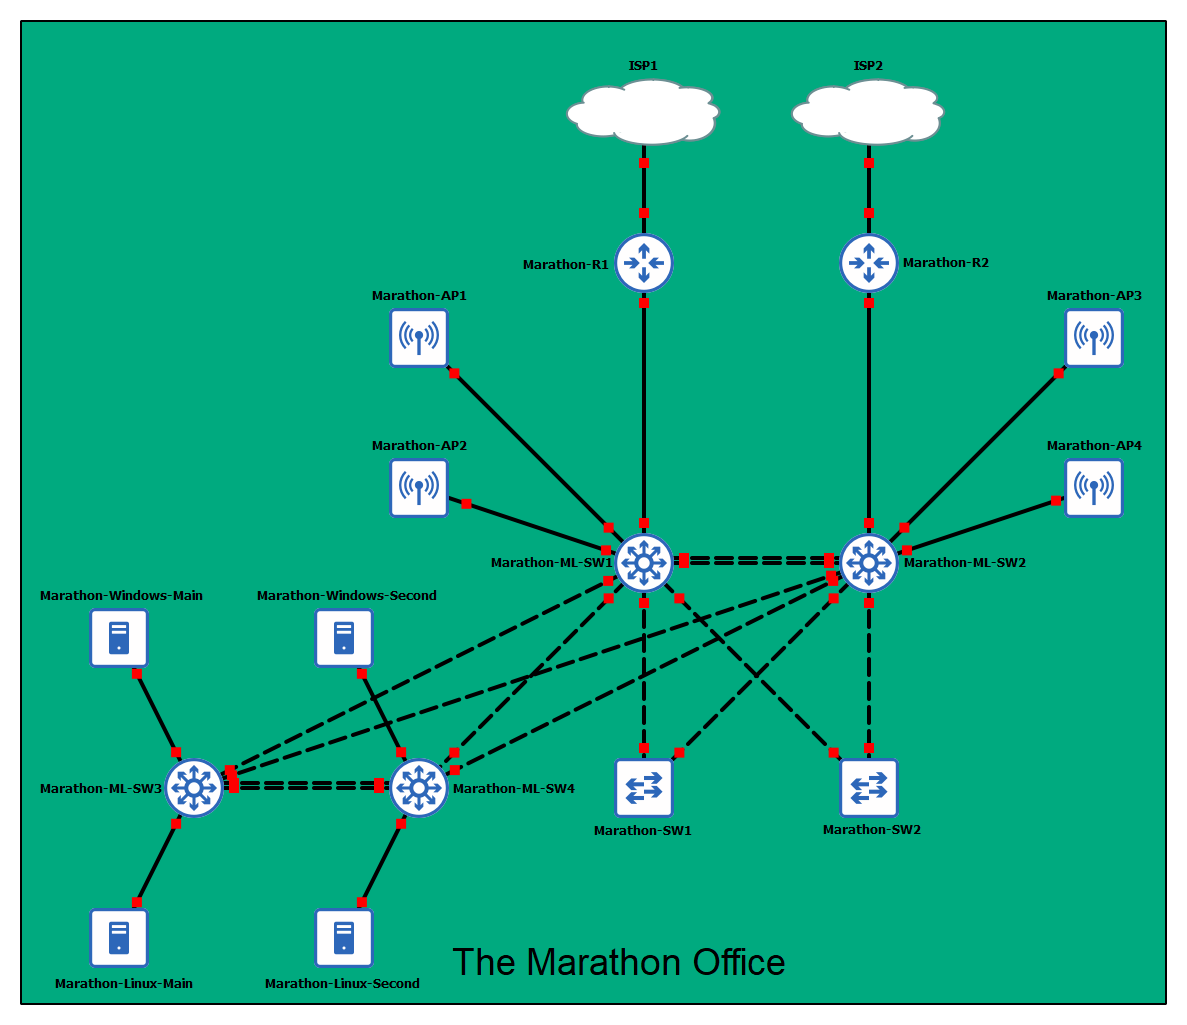 ISP1
ISP2
Marathon-R1
Marathon-R2
Marathon-AP1
Marathon-AP3
Marathon-AP2
Marathon-AP4
Marathon-ML-SW1
Marathon-ML-SW2
Marathon-Windows-Main
Marathon-Windows-Second
Marathon-ML-SW3
Marathon-ML-SW4
Marathon-SW1
Marathon-SW2
The Marathon Office
Marathon-Linux-Main
Marathon-Linux-Second